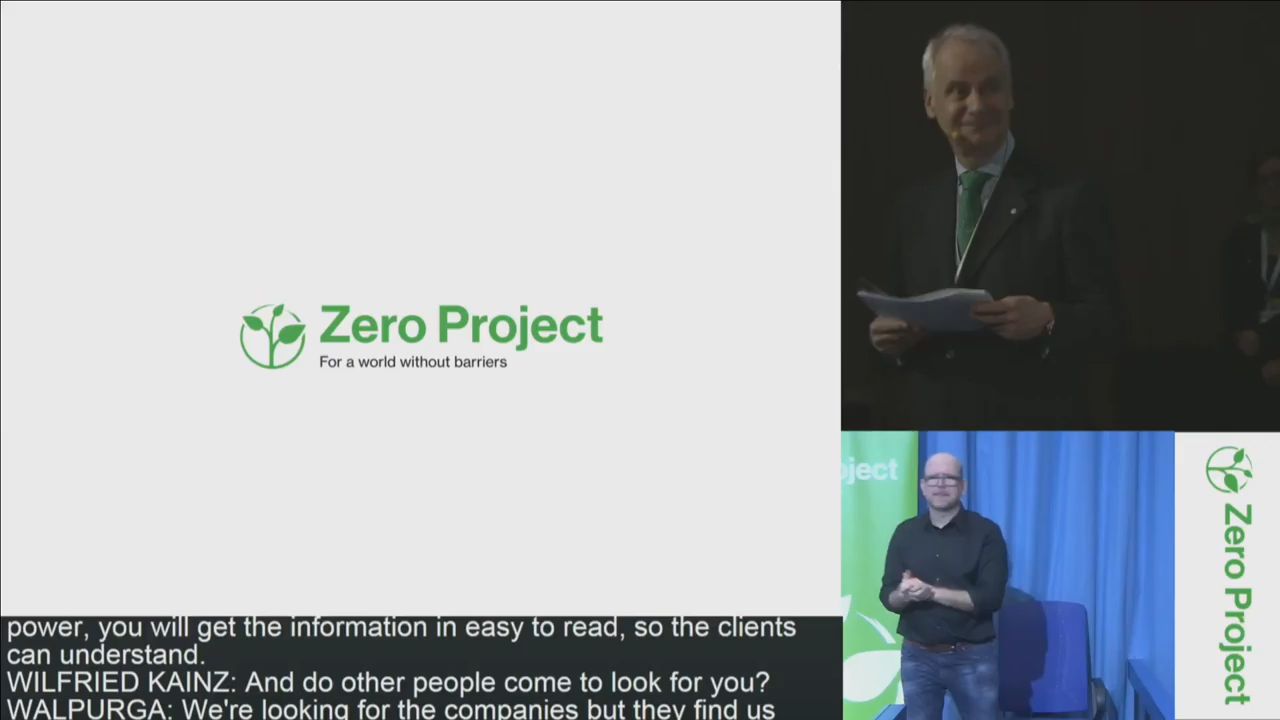 Zero Project
For a world without barriers
power, you will get the information in easy to read, so the clients
can understand.
WILFRIED KAINZ: And do other people come to look for you?
WALPURGA: We're looking for the companies but they find us
oject
Zero Project